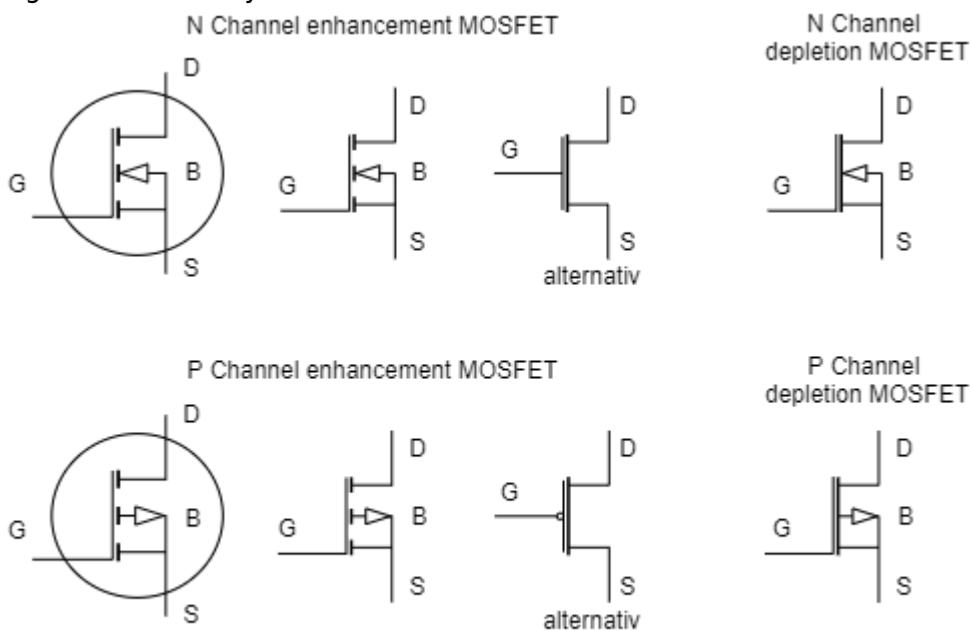 N Channel enhancement MOSFET
N Channel
depletion MOSFET
D
G
B
S
D
G
B
S
G
D
S
alternativ
D
G
B
S
P Channel enhancement MOSFET
P Channel
depletion MOSFET
D
G
B
S
D
G
B
S
G
D
S
alternativ
D
G
B
S